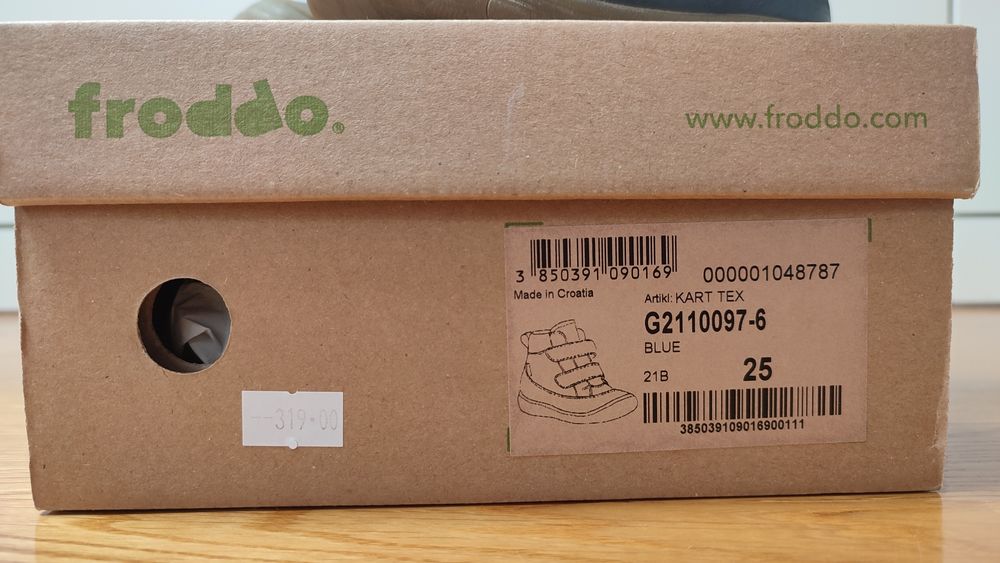 froddo®
www.froddo.com
3 850391 090169
000001048787
Made in Croatia
Artikl: KART TEX
G2110097-6
BLUE
21B
25
385039109016900111
--319.00